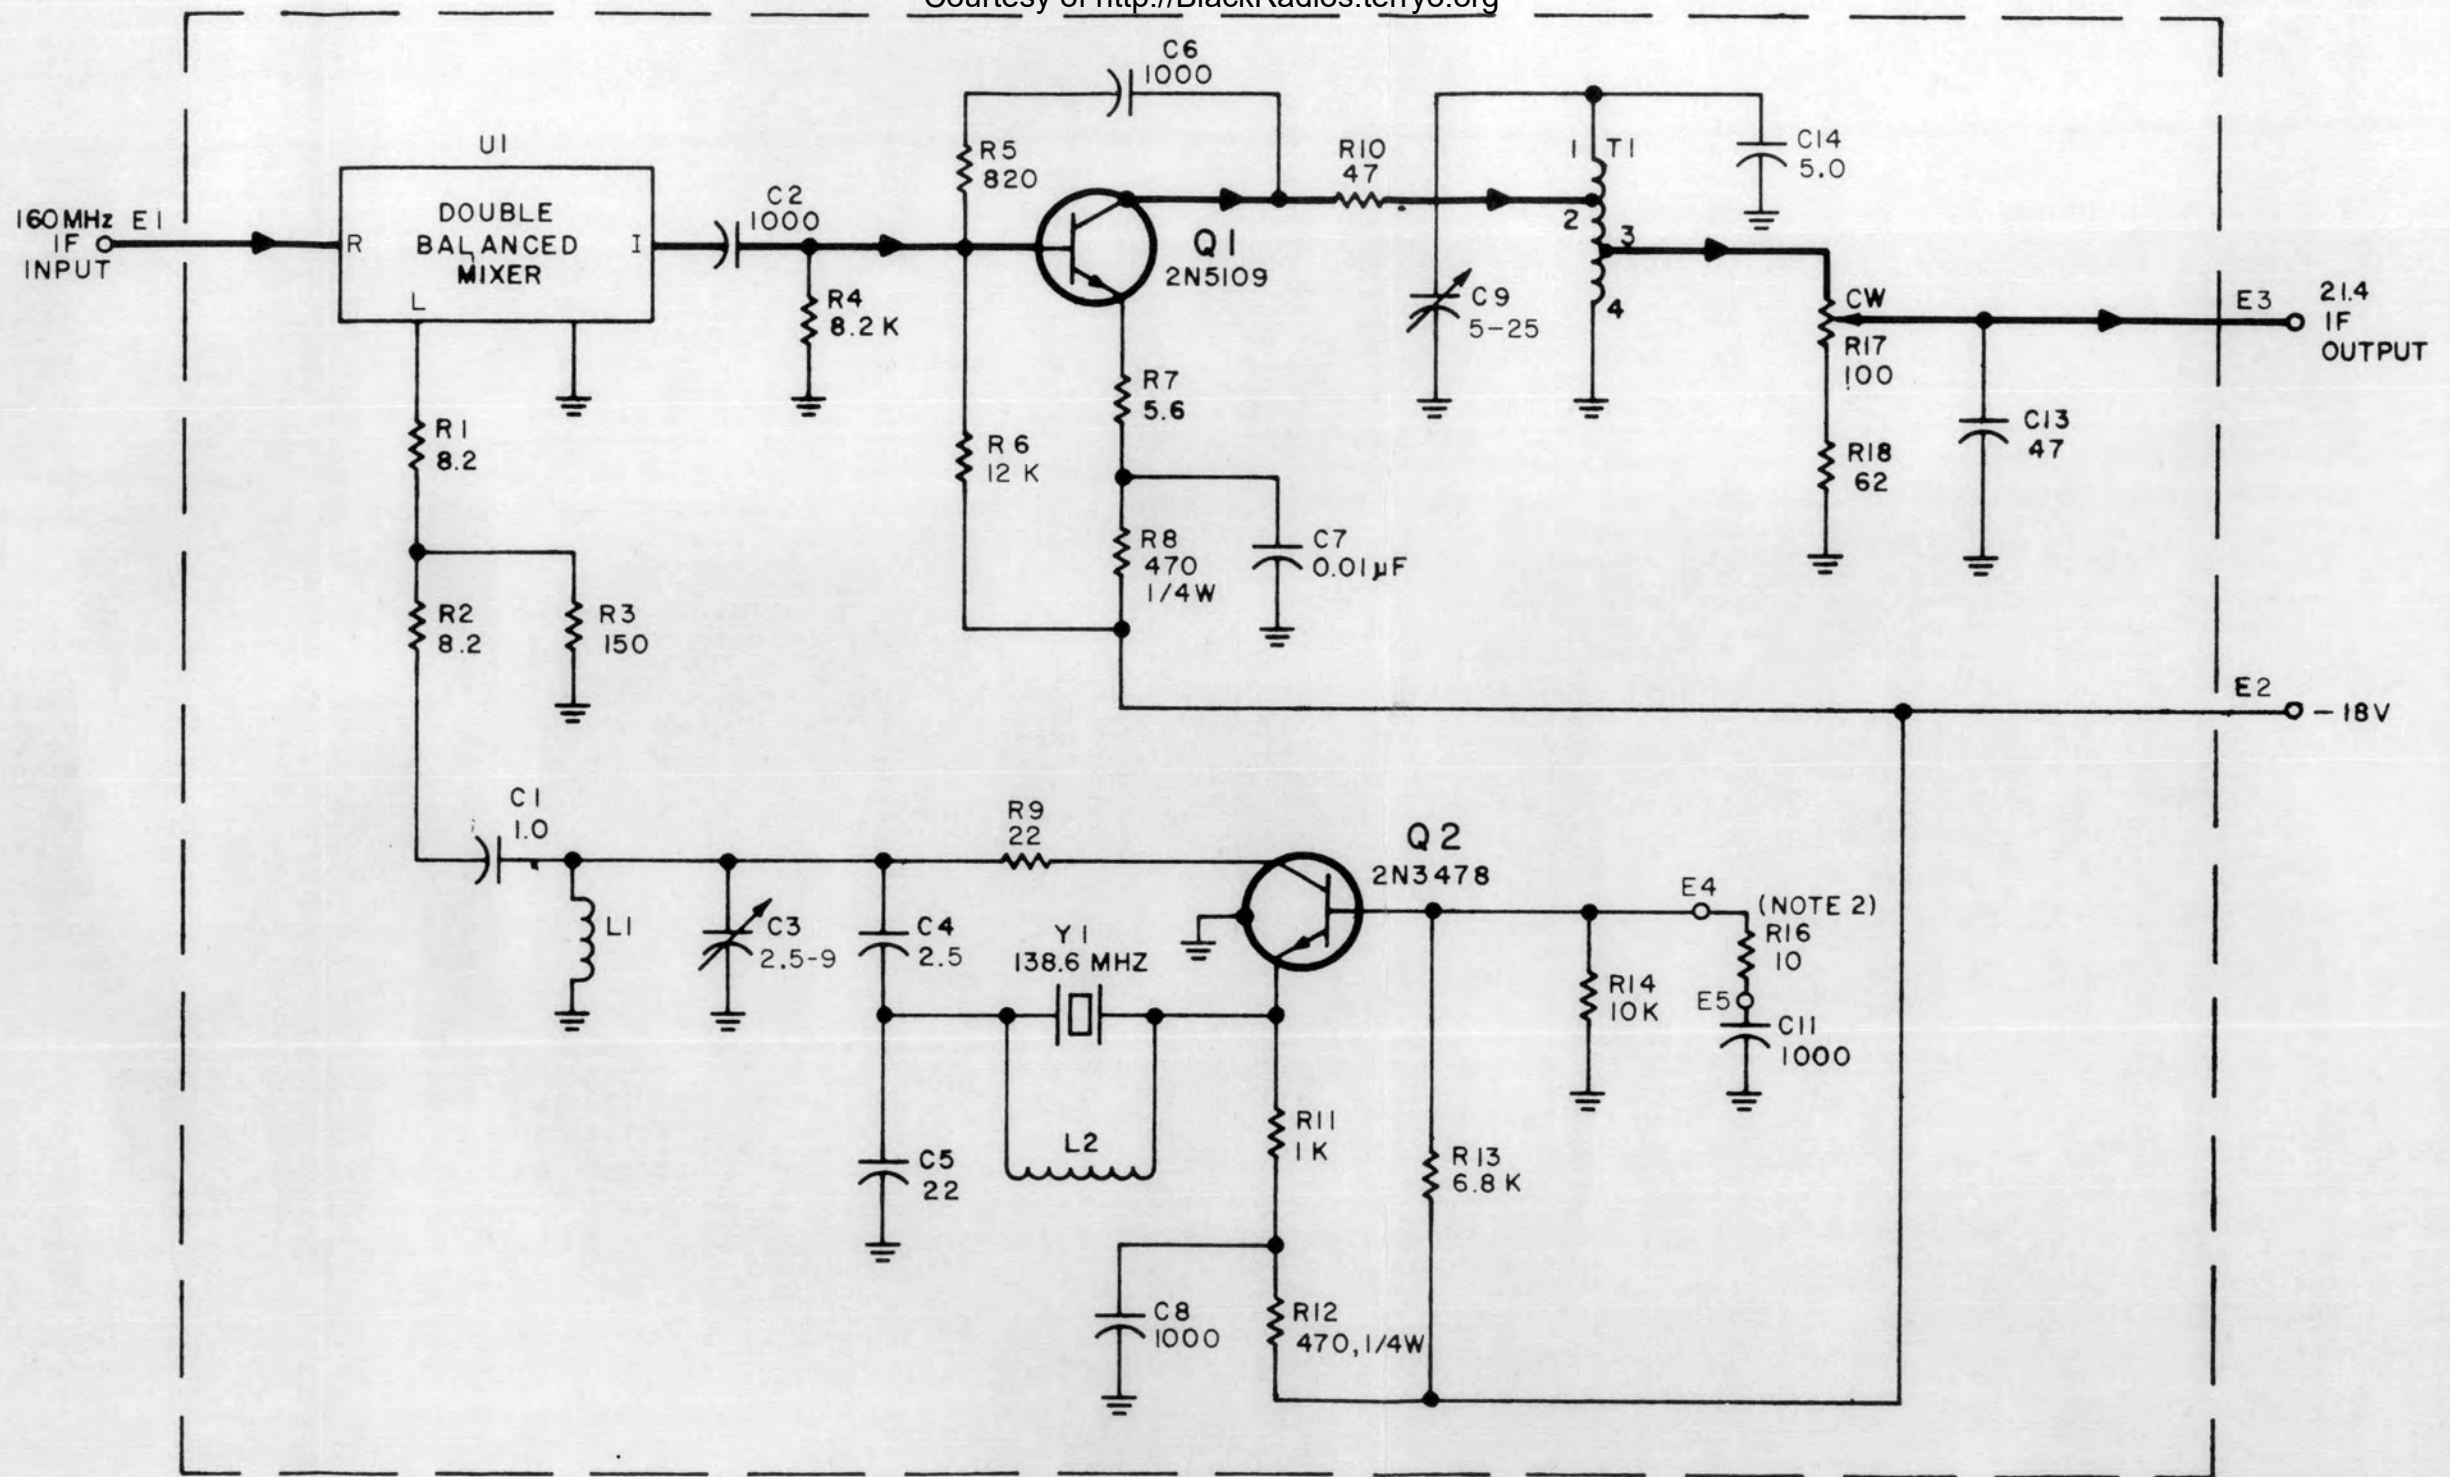 Courtesy of http://BlackRadios.terryo.org
C6
1000
U1
DOUBLE
BALANCED
MIXER
R
I
L
160MHz E1
IF
INPUT
C2
1000
R4
8.2K
R5
820
Q1
2N5109
R10
47
1 T1
2
3
4
C14
5.0
C9
5-25
CW
R17
100
E3
21.4
IF
OUTPUT
R1
8.2
R6
12 K
R7
5.6
R18
62
C13
47
R8
470
1/4W
C7
0.01µF
R2
8.2
R3
150
E2
-18V
C1
1.0
R9
22
Q2
2N3478
L1
C3
2.5-9
C4
2.5
Y1
138.6 MHZ
E4
(NOTE 2)
R16
10
R14
10K
E5
C11
1000
R11
1K
L2
C5
22
R13
6.8K
C8
1000
R12
470,1/4W